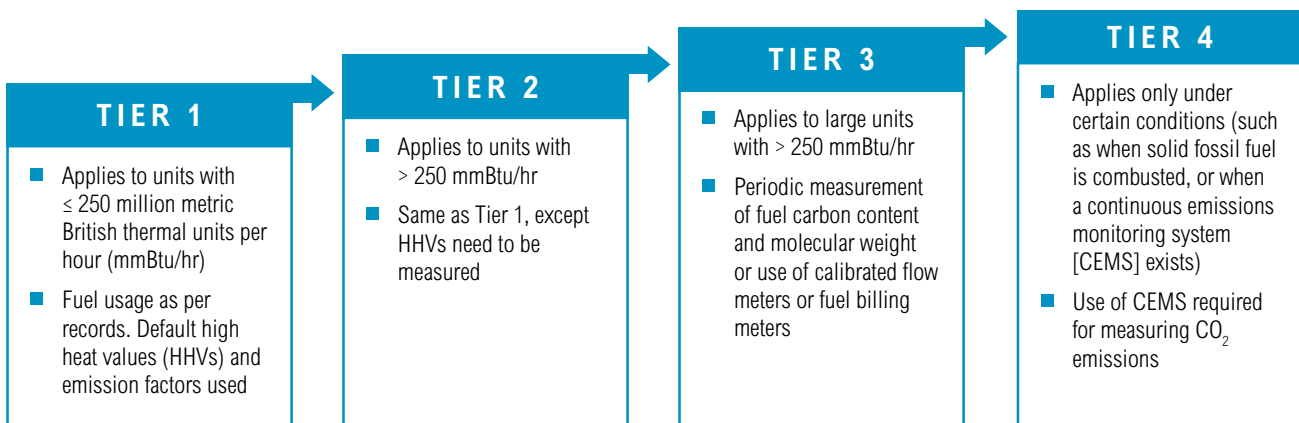 TIER 1
■ Applies to units with
≤ 250 million metric
British thermal units per
hour (mmBtu/hr)
■ Fuel usage as per
records. Default high
heat values (HHVs) and
emission factors used
TIER 2
■ Applies to units with
> 250 mmBtu/hr
■ Same as Tier 1, except
HHVs need to be
measured
TIER 3
■ Applies to large units
with > 250 mmBtu/hr
■ Periodic measurement
of fuel carbon content
and molecular weight
or use of calibrated flow
meters or fuel billing
meters
TIER 4
■ Applies only under
certain conditions (such
as when solid fossil fuel
is combusted, or when
a continuous emissions
monitoring system
[CEMS] exists)
■ Use of CEMS required
for measuring CO₂
emissions